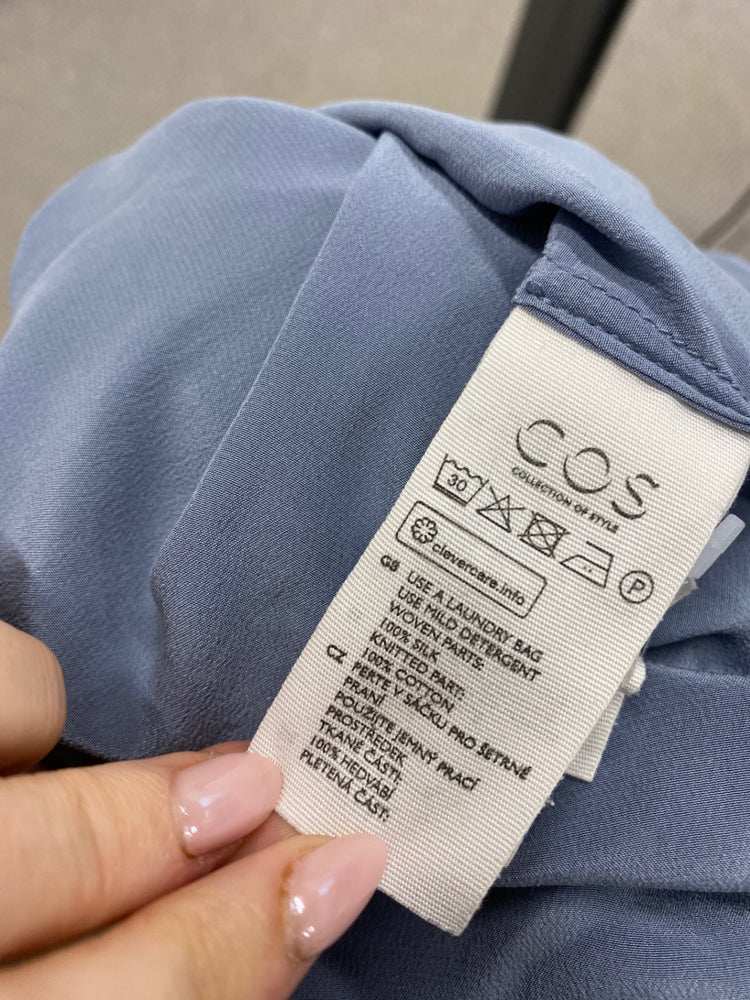 COS
COLLECTION OF STYLE
30
P
clevercare.info
GB USE A LAUNDRY BAG
USE MILD DETERGENT
WOVEN PARTS:
100% SILK
KNITTED PART:
100% COTTON
CZ PERTE V SÁČKU PRO ŠETRNÉ
PRANÍ
POUŽIJTE JEMNÝ PRACÍ
PROSTŘEDEK
TKANÉ ČÁSTI:
100% HEDVÁBÍ
PLETENÁ ČÁST: